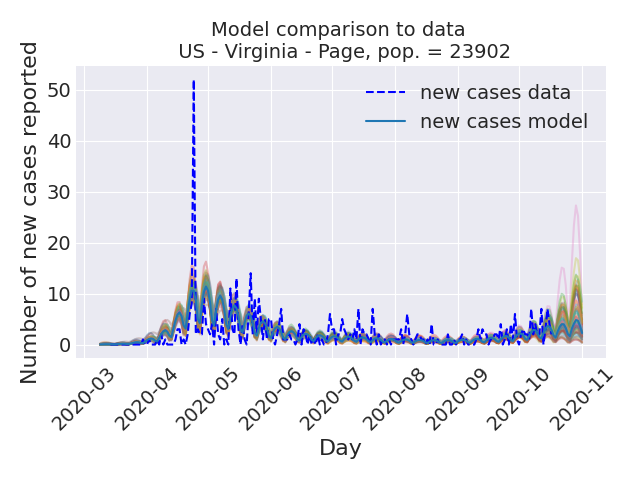 Model comparison to data
US - Virginia - Page, pop. = 23902
Number of new cases reported
50
40
30
20
10
0
new cases data
new cases model
2020-03
2020-04
2020-05
2020-06
2020-07
2020-08
2020-09
2020-10
2020-11
Day